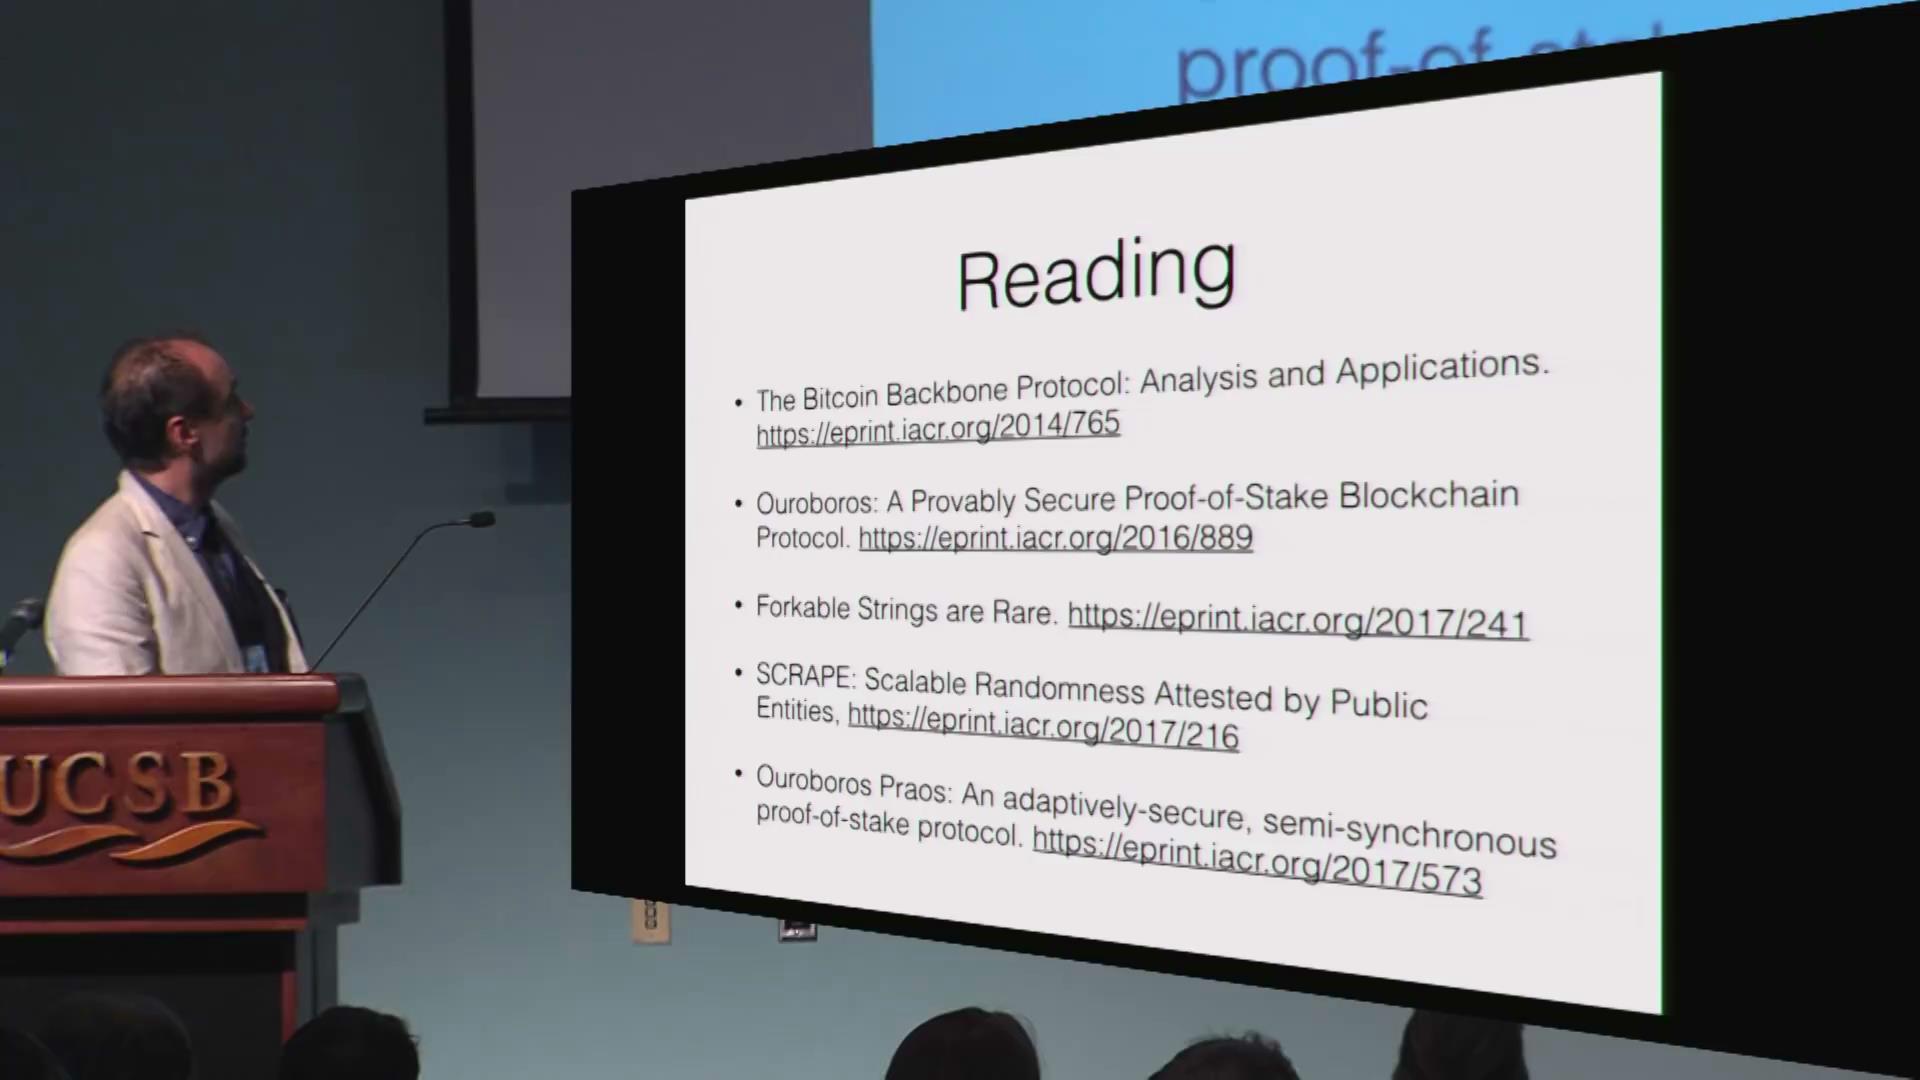 proof-of
Reading
• The Bitcoin Backbone Protocol: Analysis and Applications.
https://eprint.iacr.org/2014/765
• Ouroboros: A Provably Secure Proof-of-Stake Blockchain
Protocol. https://eprint.iacr.org/2016/889
• Forkable Strings are Rare. https://eprint.iacr.org/2017/241
• SCRAPE: Scalable Randomness Attested by Public
Entities, https://eprint.iacr.org/2017/216
• Ouroboros Praos: An adaptively-secure, semi-synchronous
proof-of-stake protocol. https://eprint.iacr.org/2017/573
UCSB